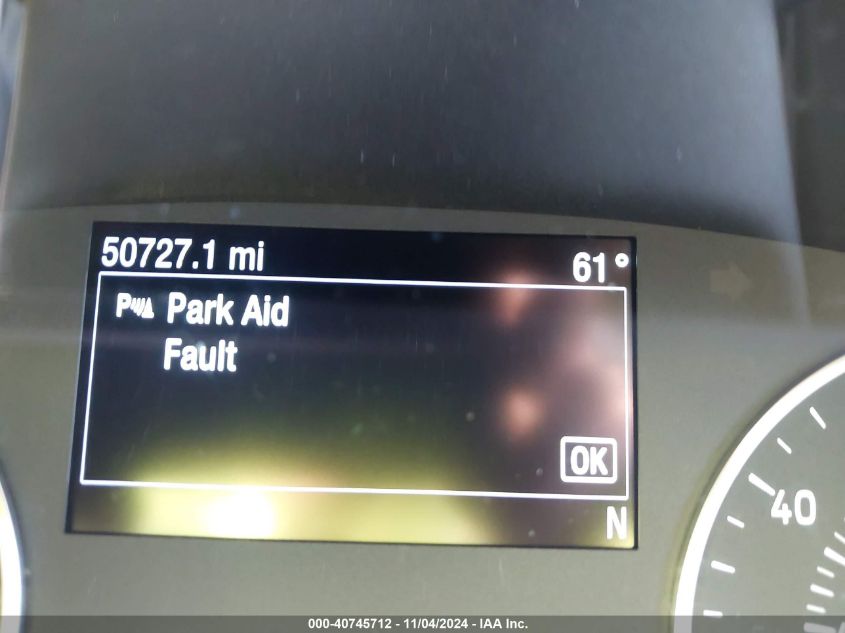 50727.1 mi 61°
Park Aid
Fault
OK
N
40
000-40745712 - 11/04/2024 - IAA Inc.